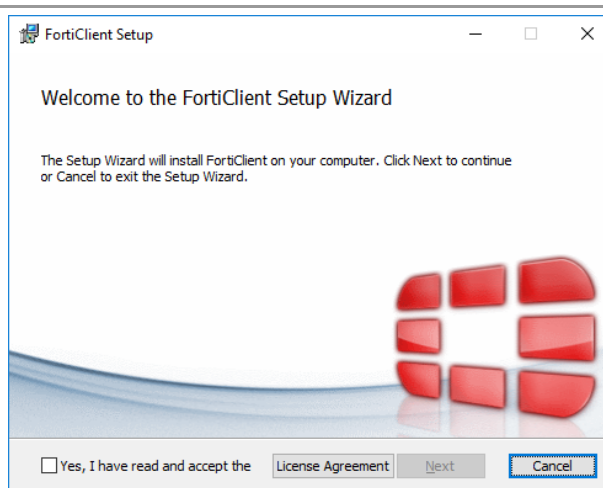 FortiClient Setup
Welcome to the FortiClient Setup Wizard
The Setup Wizard will install FortiClient on your computer. Click Next to continue
or Cancel to exit the Setup Wizard.
Yes, I have read and accept the License Agreement Next Cancel